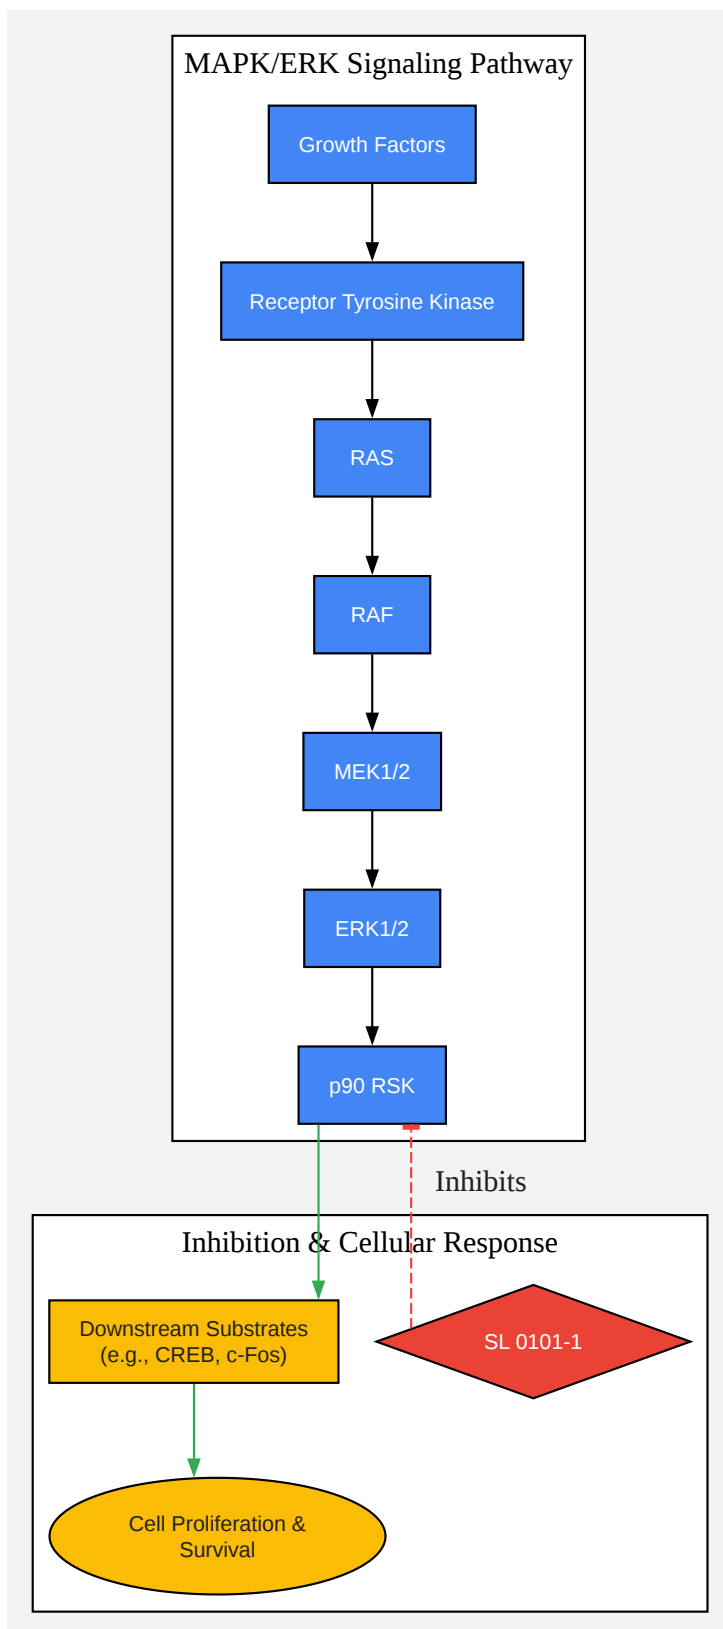 MAPK/ERK Signaling Pathway
Growth Factors
Receptor Tyrosine Kinase
RAS
RAF
MEK1/2
ERK1/2
p90 RSK
Inhibits
Inhibition & Cellular Response
Downstream Substrates
(e.g., CREB, c-Fos)
SL 0101-1
Cell Proliferation &
Survival